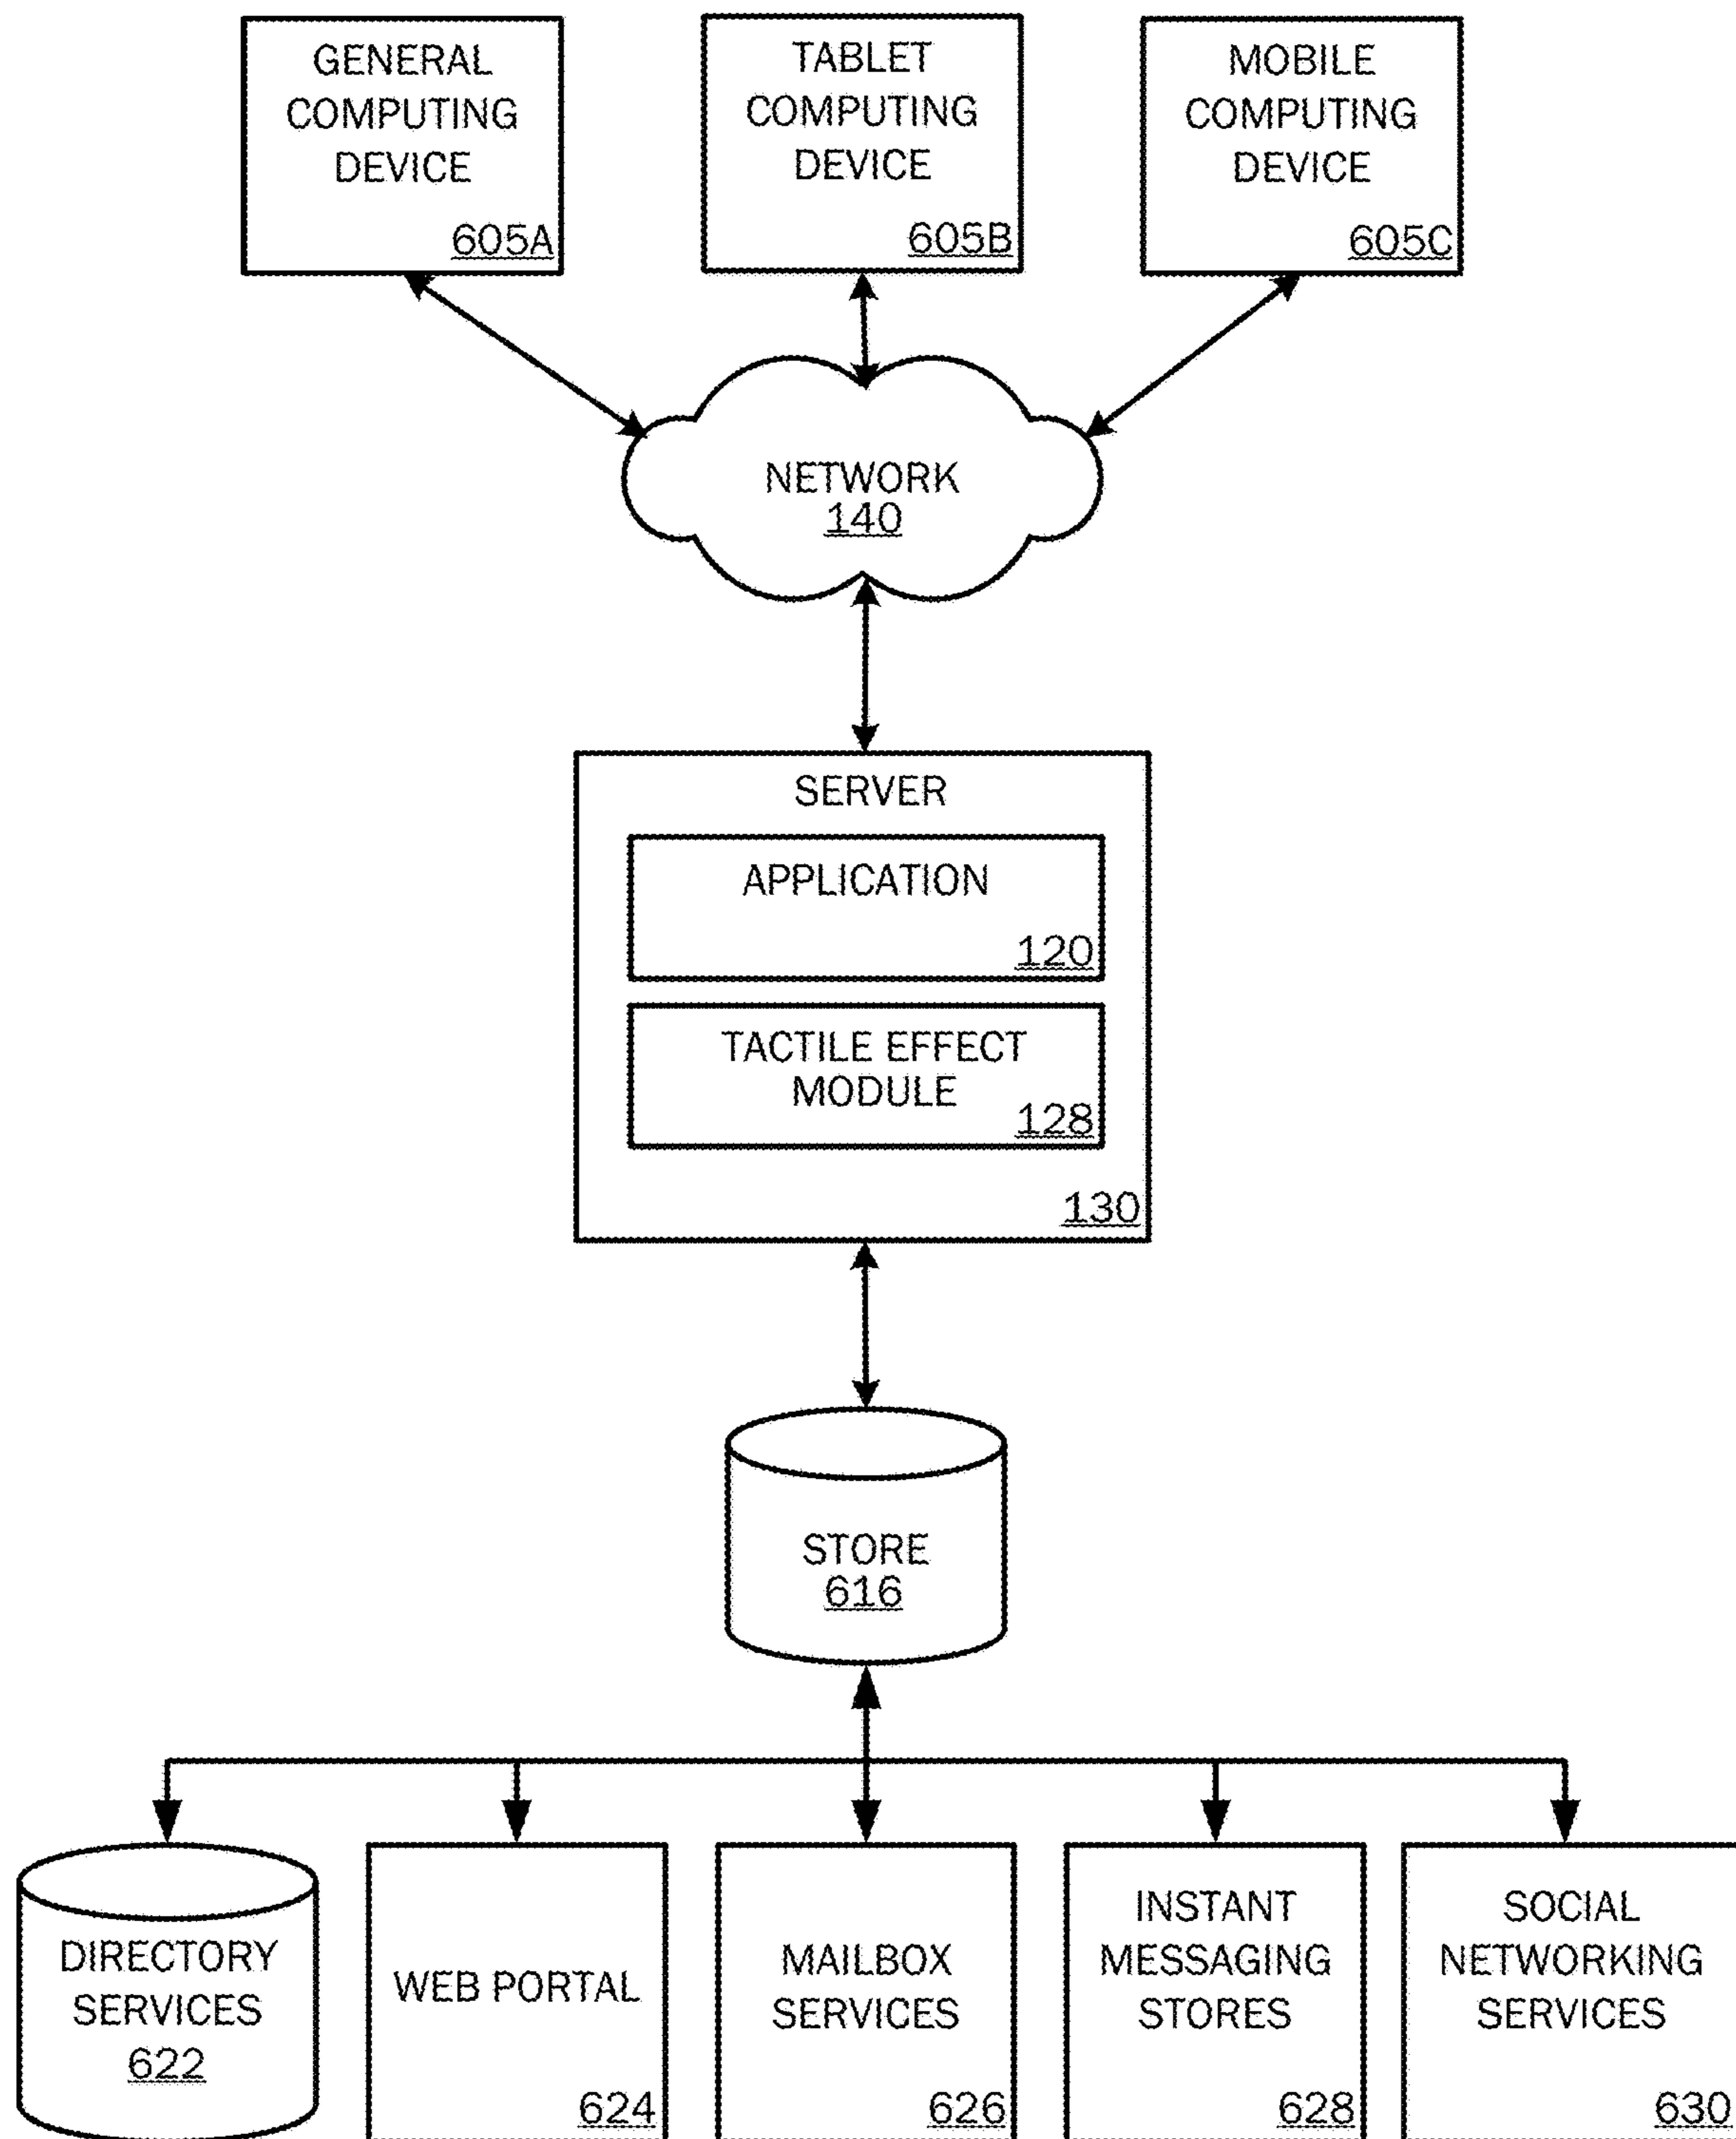 GENERAL
COMPUTING
DEVICE
605A
TABLET
COMPUTING
DEVICE
605B
MOBILE
COMPUTING
DEVICE
605C
NETWORK
140
SERVER
APPLICATION
120
TACTILE EFFECT
MODULE
128
130
STORE
616
DIRECTORY
SERVICES
622
WEB PORTAL
624
MAILBOX
SERVICES
626
INSTANT
MESSAGING
STORES
628
SOCIAL
NETWORKING
SERVICES
630